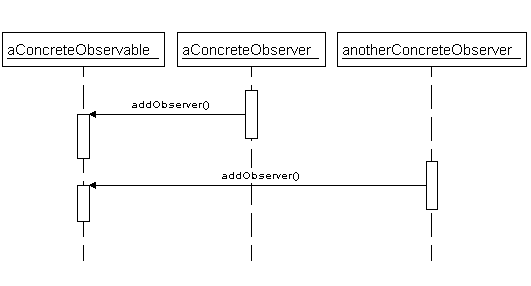 aConcreteObservable
aConcreteObserver
anotherConcreteObserver
addObserver()
addObserver()